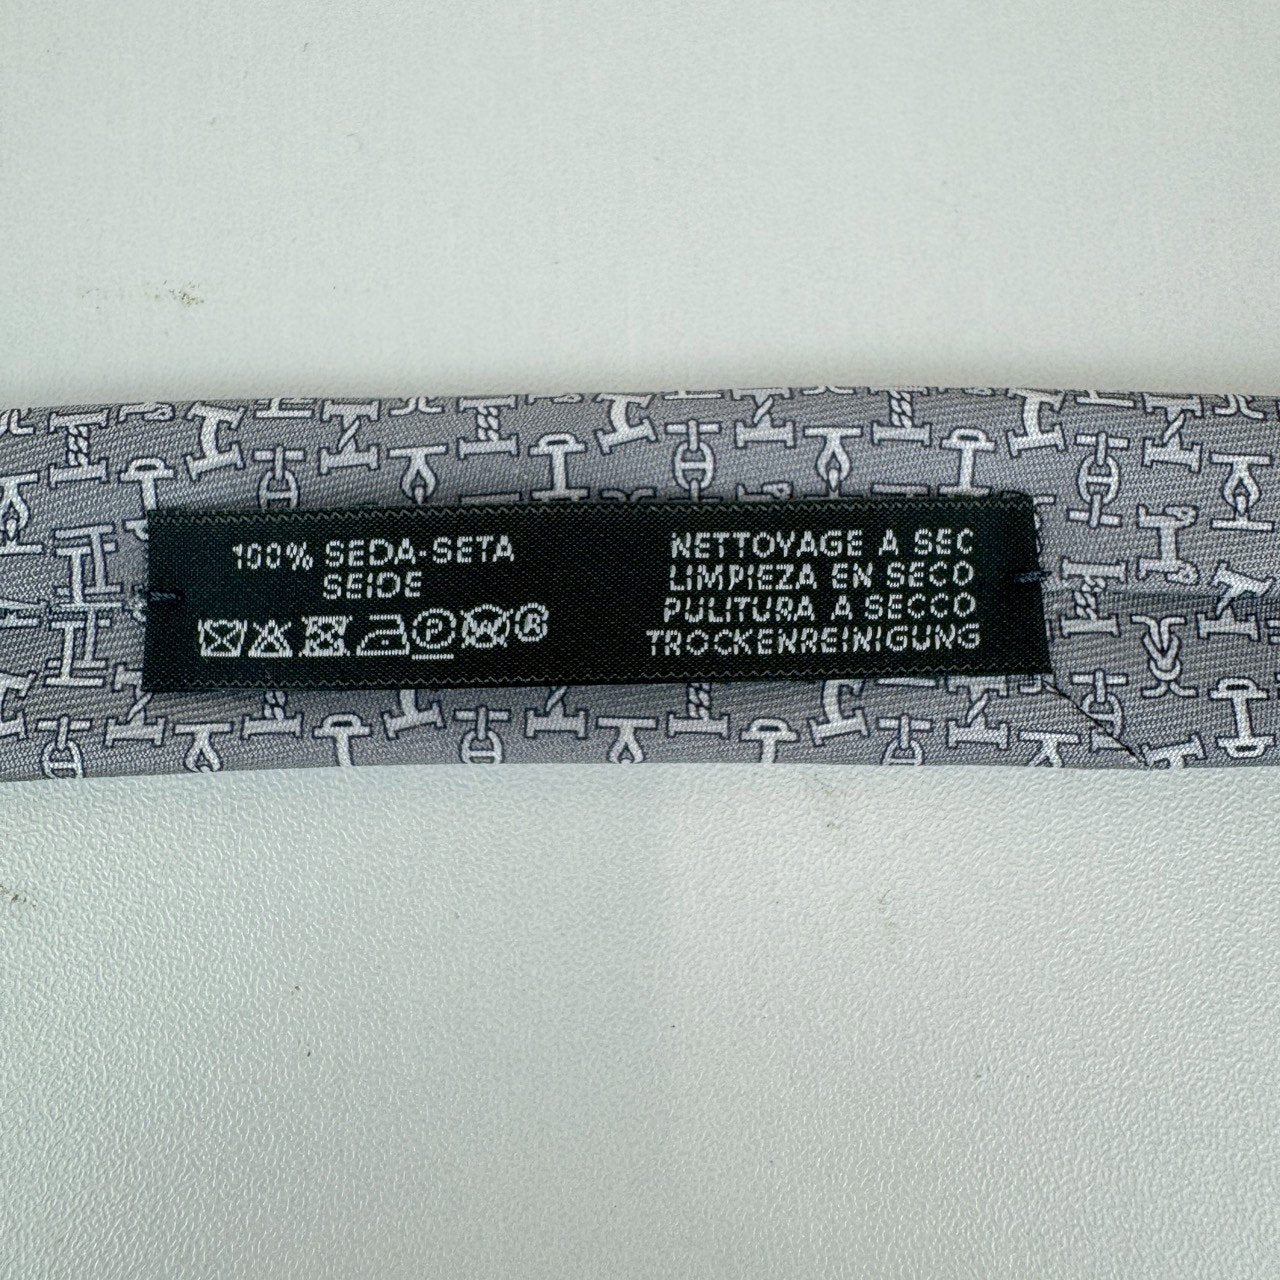 100% SEDA-SETA
SEIDE
P W R
NETTOYAGE A SEC
LIMPIEZA EN SECO
PULITURA A SECCO
TROCKENREINIGUNG